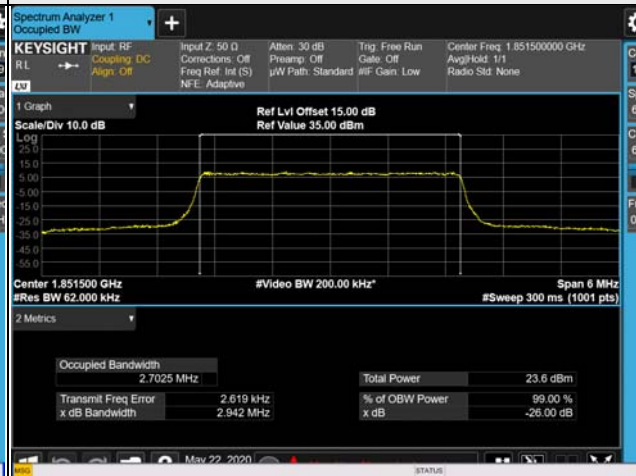 Spectrum Analyzer 1
Occupied BW
+
KEYSIGHT
RL
LXI
Input: RF
Coupling: DC
Align: Off
Input Z: 50 Ω
Corrections: Off
Freq Ref: Int (S)
NFE: Adaptive
Atten: 30 dB
Preamp: Off
µW Path: Standard
Trig: Free Run
Gate: Off
#IF Gain: Low
Center Freq: 1.851500000 GHz
Avg|Hold: 1/1
Radio Std: None
1 Graph
Scale/Div 10.0 dB
Ref Lvl Offset 15.00 dB
Ref Value 35.00 dBm
Log
25.0
15.0
5.00
-5.00
-15.0
-25.0
-35.0
-45.0
-55.0
Center 1.851500 GHz
#Res BW 62.000 kHz
#Video BW 200.00 kHz*
Span 6 MHz
#Sweep 300 ms (1001 pts)
2 Metrics
Occupied Bandwidth
2.7025 MHz
Total Power 23.6 dBm
Transmit Freq Error 2.619 kHz
% of OBW Power 99.00 %
x dB Bandwidth 2.942 MHz
x dB -26.00 dB
May 22, 2020
MSG
STATUS